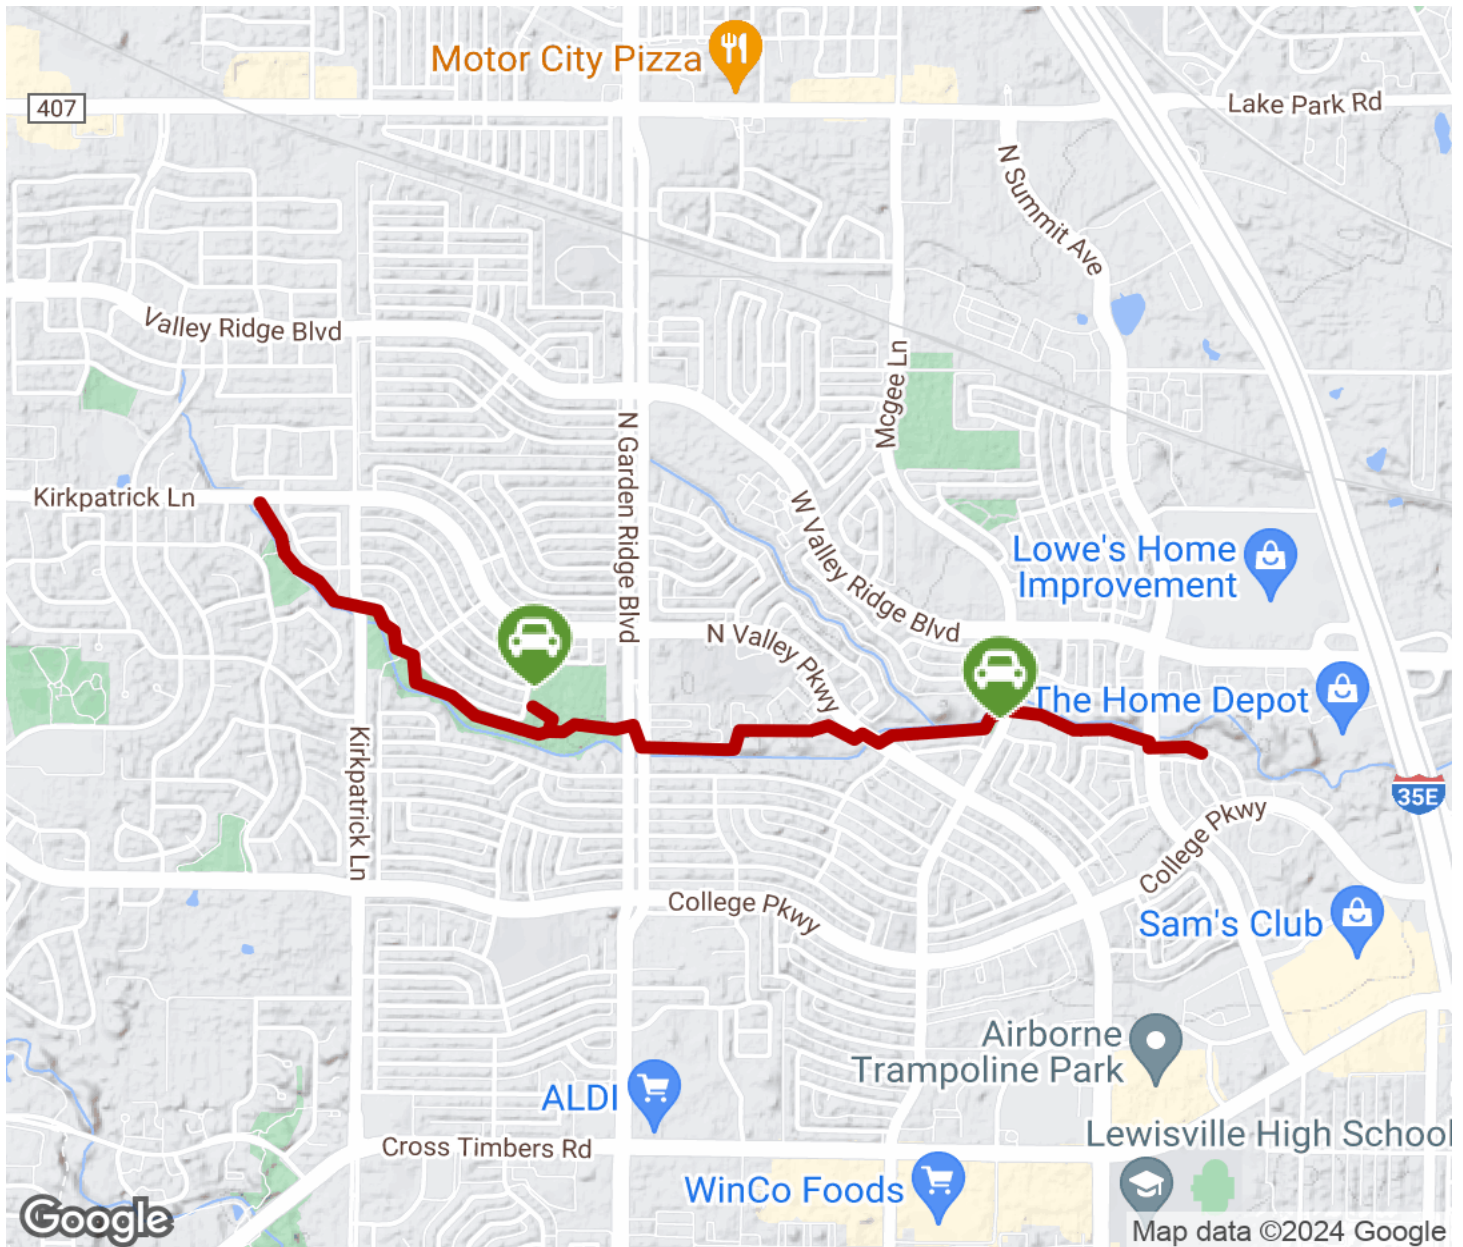 Motor City Pizza
407
Lake Park Rd
N Summit Ave
Valley Ridge Blvd
Mcgee Ln
N Garden Ridge Blvd
Kirkpatrick Ln
W Valley Ridge Blvd
Lowe's Home
Improvement
N Valley Pkwy
The Home Depot
Kirkpatrick Ln
35E
College Pkwy
College Pkwy
Sam's Club
Airborne
Trampoline Park
ALDI
Cross Timbers Rd
Lewisville High School
WinCo Foods
Google
Map data ©2024 Google